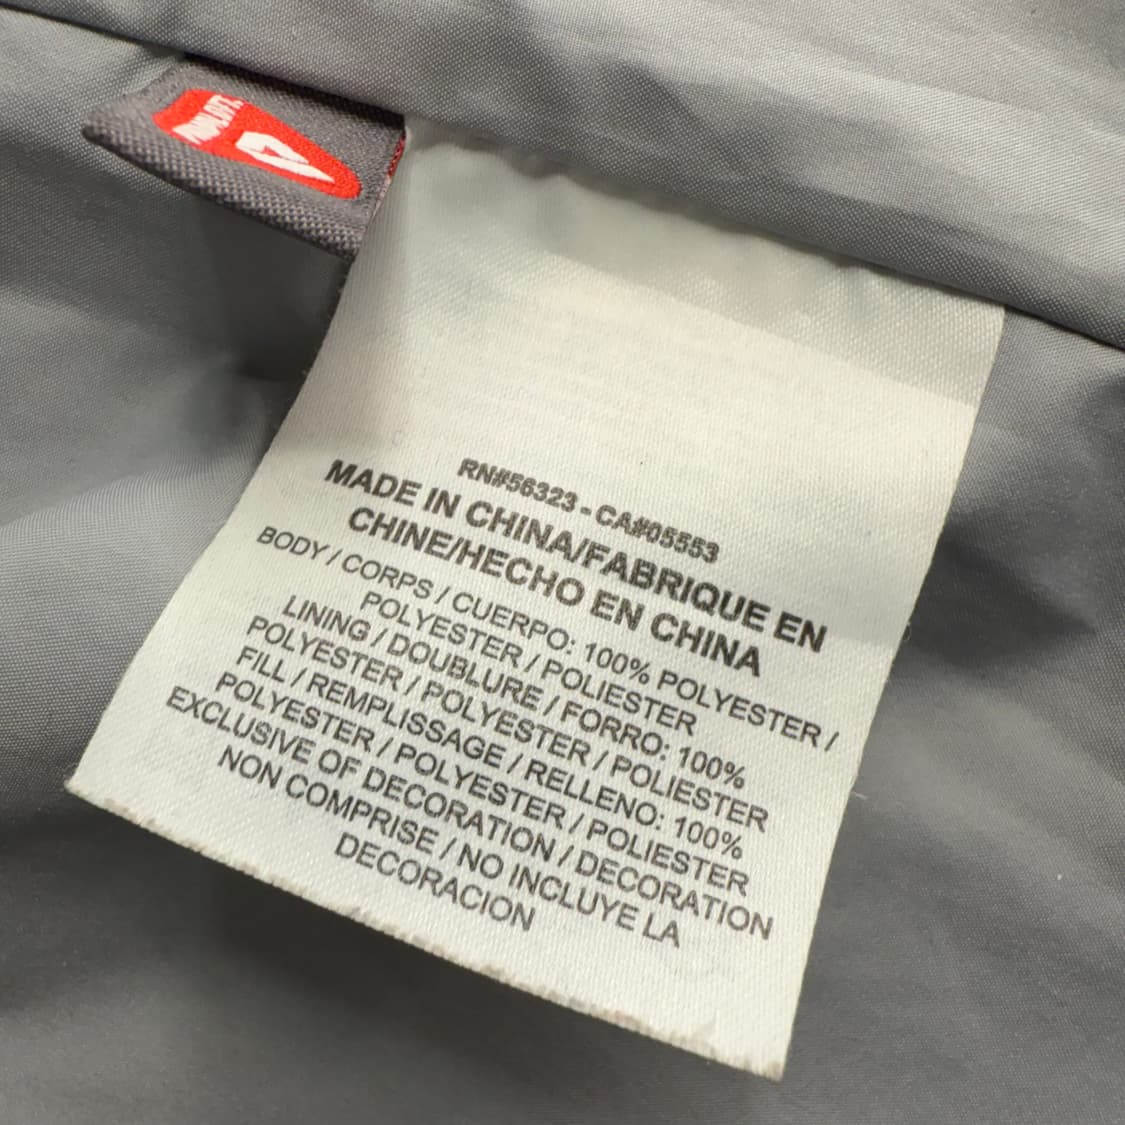 PRIMALOFT
RN#56323 - CA#05553
MADE IN CHINA/FABRIQUE EN
CHINE/HECHO EN CHINA
BODY / CORPS / CUERPO: 100% POLYESTER /
POLYESTER / POLIESTER
LINING / DOUBLURE / FORRO: 100%
POLYESTER / POLYESTER / POLIESTER
FILL / REMPLISSAGE / RELLENO: 100%
POLYESTER / POLYESTER / POLIESTER
EXCLUSIVE OF DECORATION / DECORATION
NON COMPRISE / NO INCLUYE LA
DECORACION